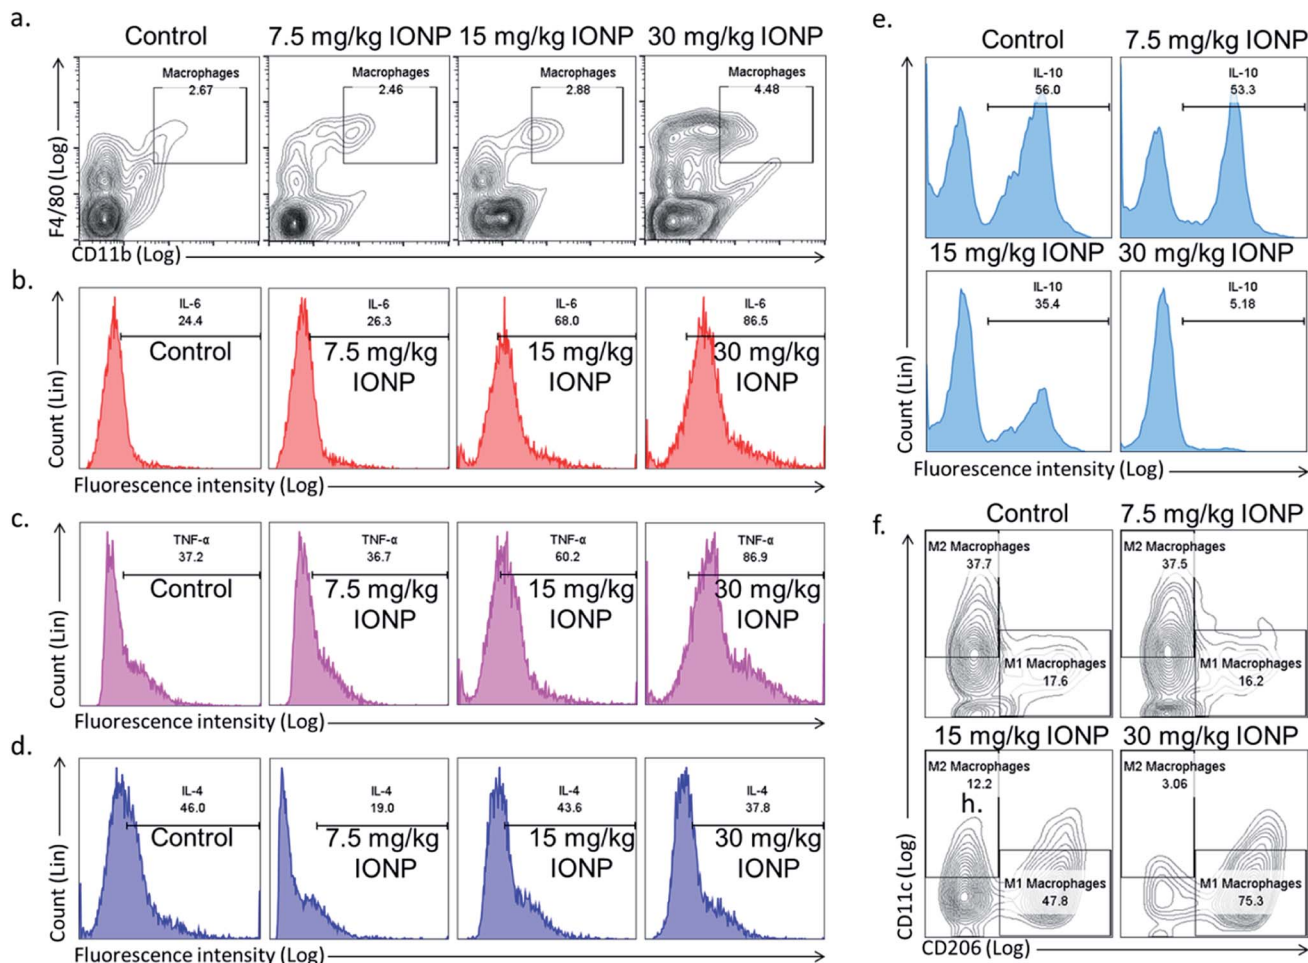 a.
Control
7.5 mg/kg IONP
15 mg/kg IONP
30 mg/kg IONP
Macrophages
2.67
Macrophages
2.46
Macrophages
2.88
Macrophages
4.48
F4/80 (Log)
CD11b (Log)
b.
IL-6
24.4
Control
IL-6
26.3
7.5 mg/kg
IONP
IL-6
68.0
15 mg/kg
IONP
IL-6
86.5
30 mg/kg
IONP
Count (Lin)
Fluorescence intensity (Log)
c.
TNF-α
37.2
Control
TNF-α
36.7
7.5 mg/kg
IONP
TNF-α
60.2
15 mg/kg
IONP
TNF-α
86.9
30 mg/kg
IONP
Count (Lin)
Fluorescence intensity (Log)
d.
IL-4
46.0
Control
IL-4
19.0
7.5 mg/kg
IONP
IL-4
43.6
15 mg/kg
IONP
IL-4
37.8
30 mg/kg
IONP
Count (Lin)
Fluorescence intensity (Log)
e.
Control
7.5 mg/kg IONP
IL-10
56.0
IL-10
53.3
15 mg/kg IONP
30 mg/kg IONP
IL-10
35.4
IL-10
5.18
Count (Lin)
Fluorescence intensity (Log)
f.
Control
7.5 mg/kg IONP
M2 Macrophages
37.7
M1 Macrophages
17.6
M2 Macrophages
37.5
M1 Macrophages
16.2
15 mg/kg IONP
30 mg/kg IONP
M2 Macrophages
12.2
h.
M1 Macrophages
47.8
M2 Macrophages
3.06
M1 Macrophages
75.3
CD11c (Log)
CD206 (Log)